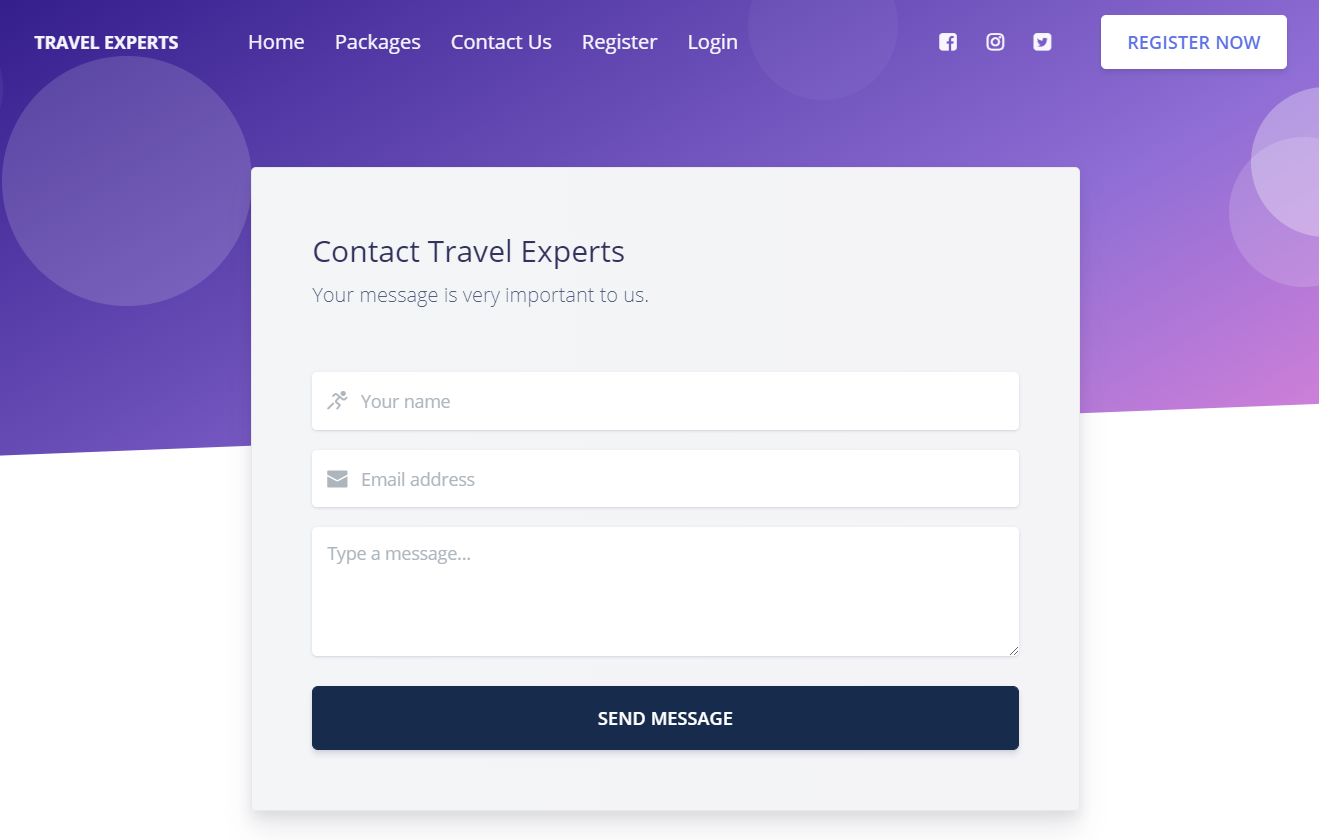 TRAVEL EXPERTS Home Packages Contact Us Register Login REGISTER NOW
Contact Travel Experts
Your message is very important to us.
Your name
Email address
Type a message...
SEND MESSAGE